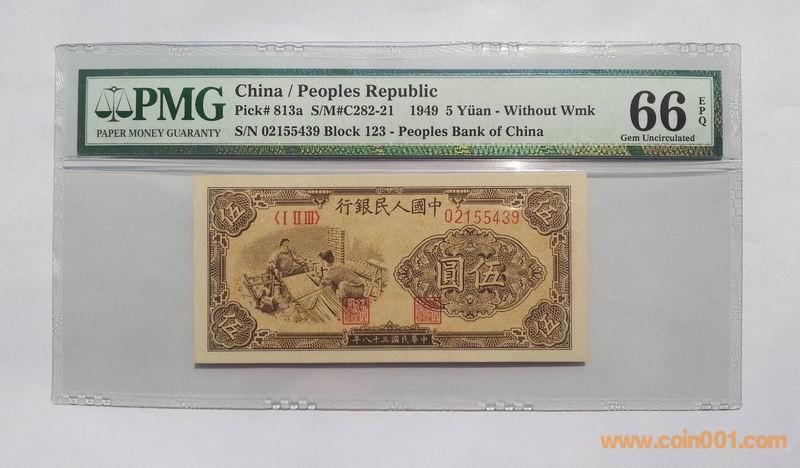 PMG
PAPER MONEY GUARANTY
China / Peoples Republic
Pick# 813a S/M#C282-21 1949 5 Yüan - Without Wmk
S/N 02155439 Block 123 - Peoples Bank of China
66 EPQ
Gem Uncirculated
行銀民人國中
〈I II III〉
02155439
伍
伍
圓伍
伍
伍
年八十三國民華中
www.coin001.com